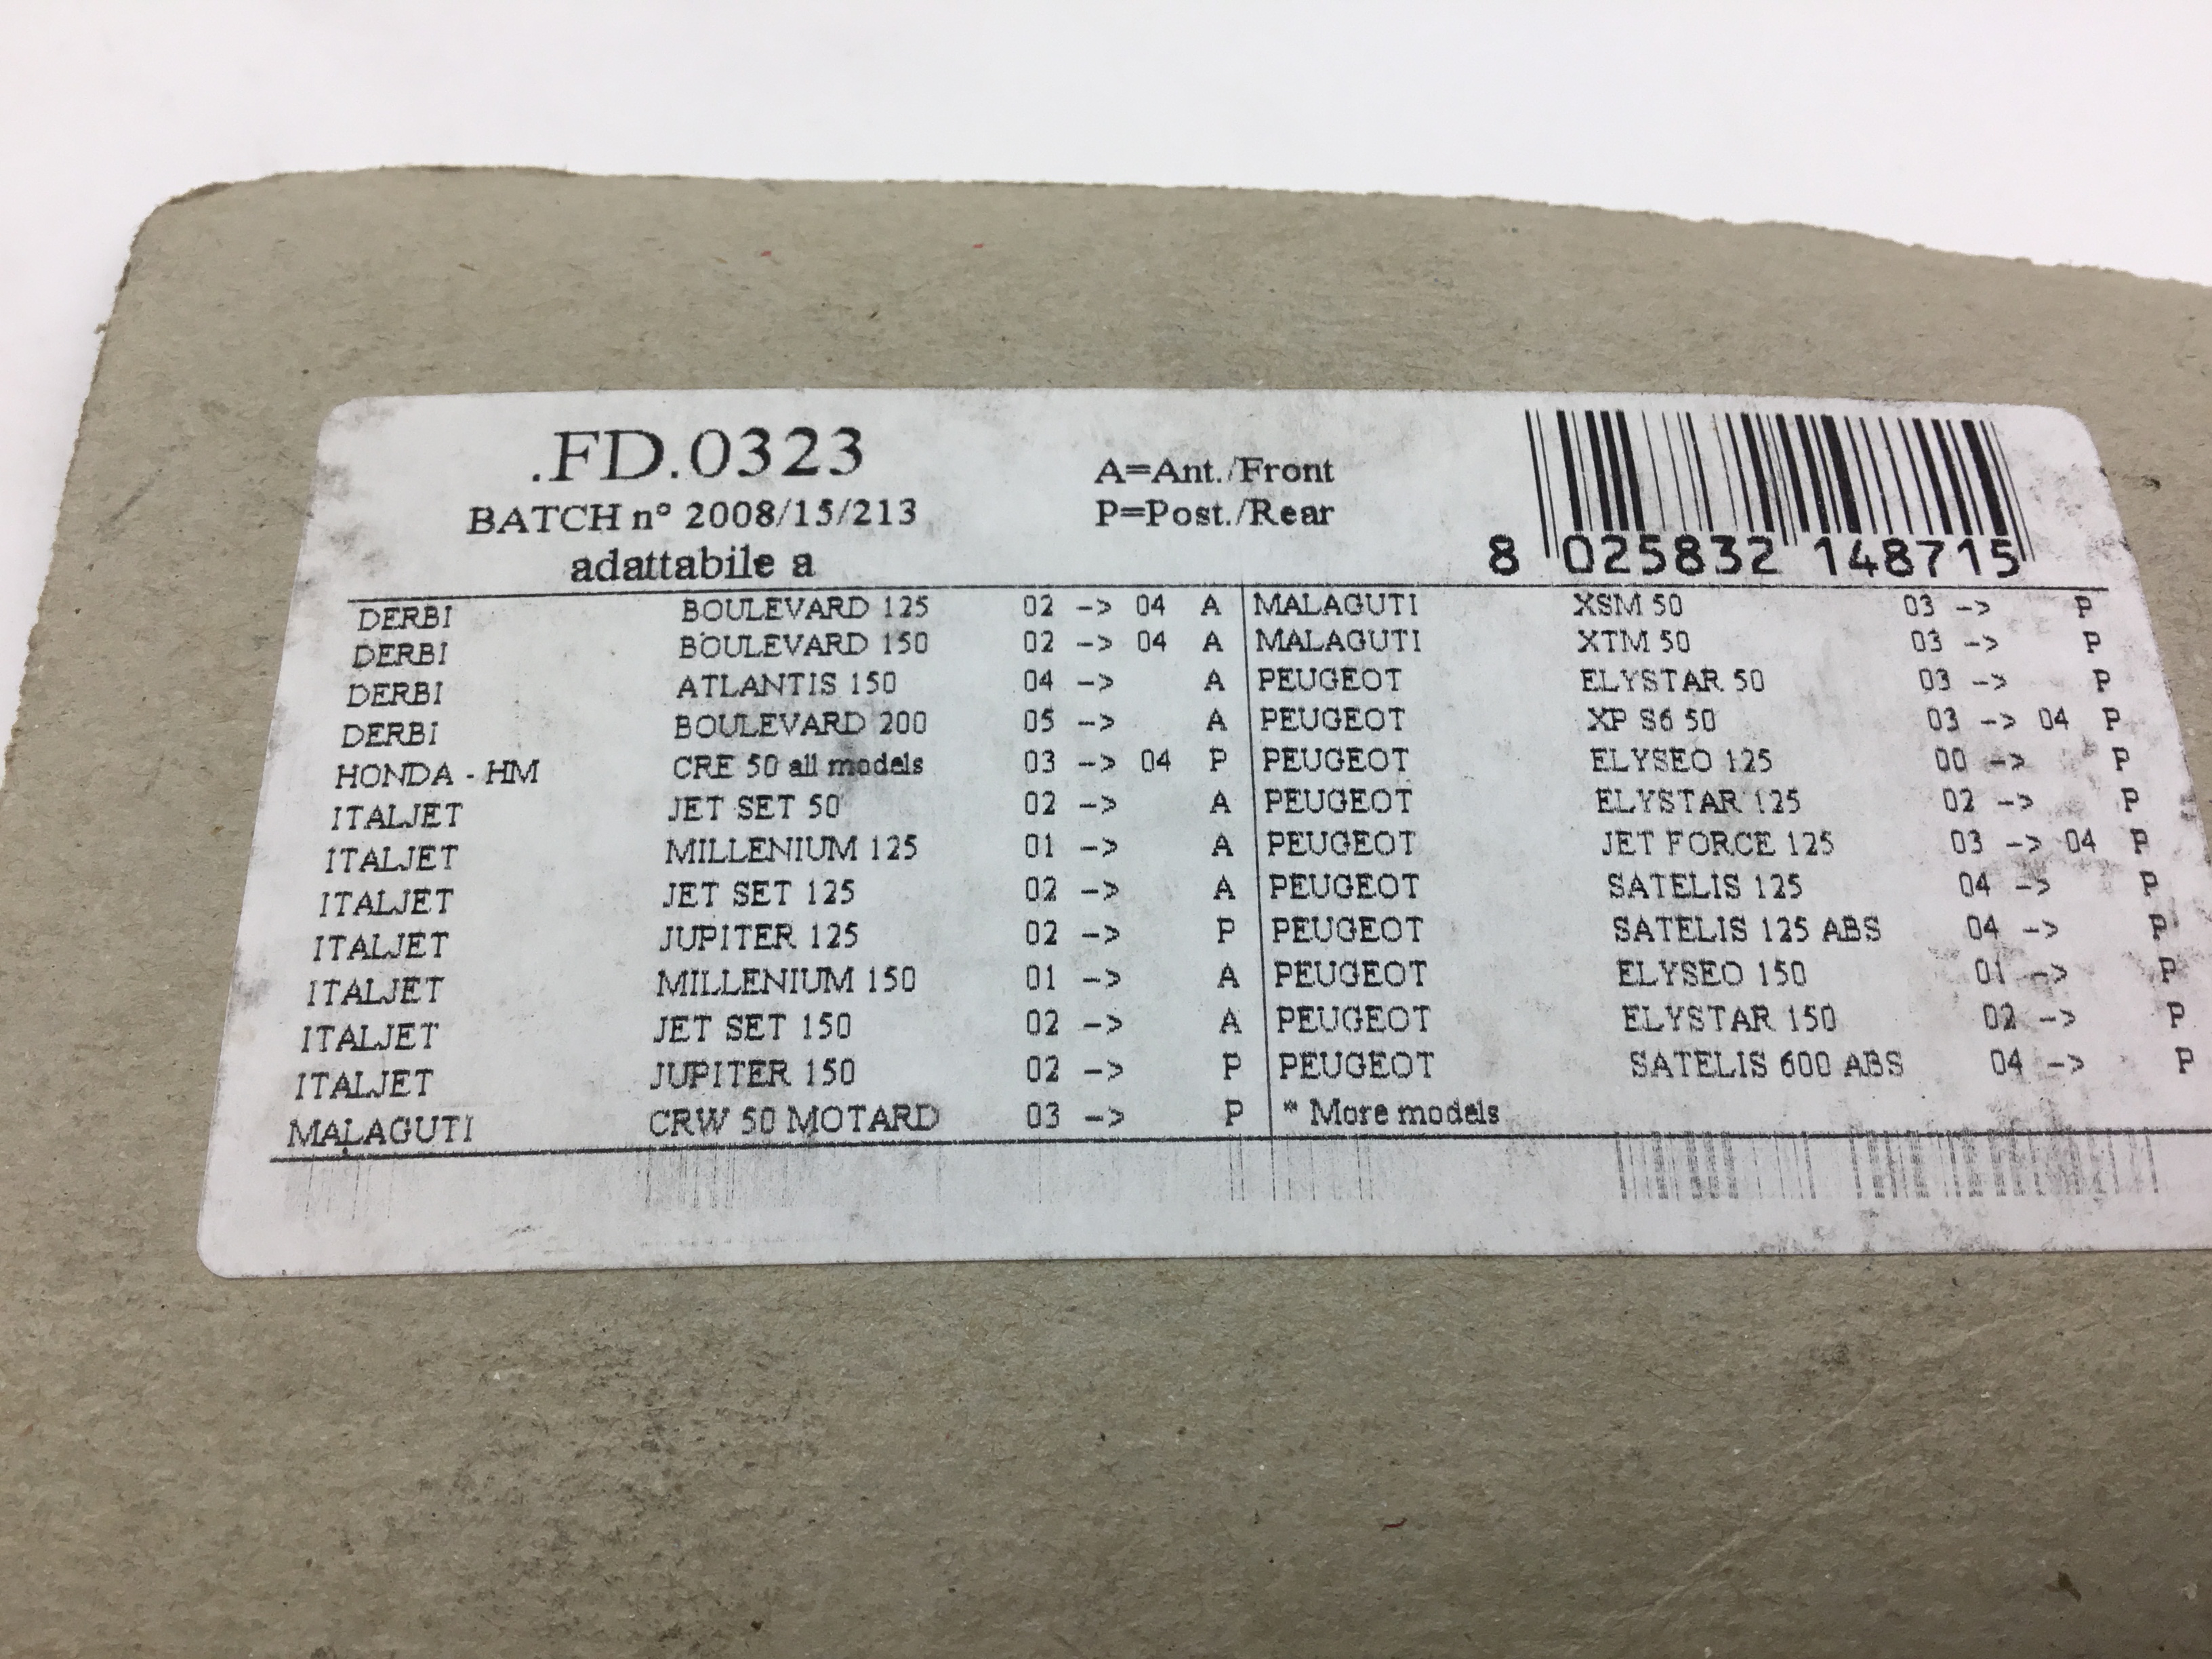 .FD.0323
BATCH n° 2008/15/213
adattabile a
A=Ant./Front
P=Post./Rear
8 025832 148715
DERBI BOULEVARD 125 02 -> 04 A
DERBI BOULEVARD 150 02 -> 04 A
DERBI ATLANTIS 150 04 -> A
DERBI BOULEVARD 200 05 -> A
HONDA - HM CRE 50 all models 03 -> 04 P
ITALJET JET SET 50 02 -> A
ITALJET MILLENIUM 125 01 -> A
ITALJET JET SET 125 02 -> A
ITALJET JUPITER 125 02 -> P
ITALJET MILLENIUM 150 01 -> A
ITALJET JET SET 150 02 -> A
ITALJET JUPITER 150 02 -> P
MALAGUTI CRW 50 MOTARD 03 -> P
MALAGUTI XSM 50 03 -> P
MALAGUTI XTM 50 03 -> P
PEUGEOT ELYSTAR 50 03 -> P
PEUGEOT XP S6 50 03 -> 04 P
PEUGEOT ELYSEO 125 00 -> P
PEUGEOT ELYSTAR 125 02 -> P
PEUGEOT JET FORCE 125 03 -> 04 P
PEUGEOT SATELIS 125 04 -> P
PEUGEOT SATELIS 125 ABS 04 -> P
PEUGEOT ELYSEO 150 01 -> P
PEUGEOT ELYSTAR 150 02 -> P
PEUGEOT SATELIS 600 ABS 04 -> P
* More models